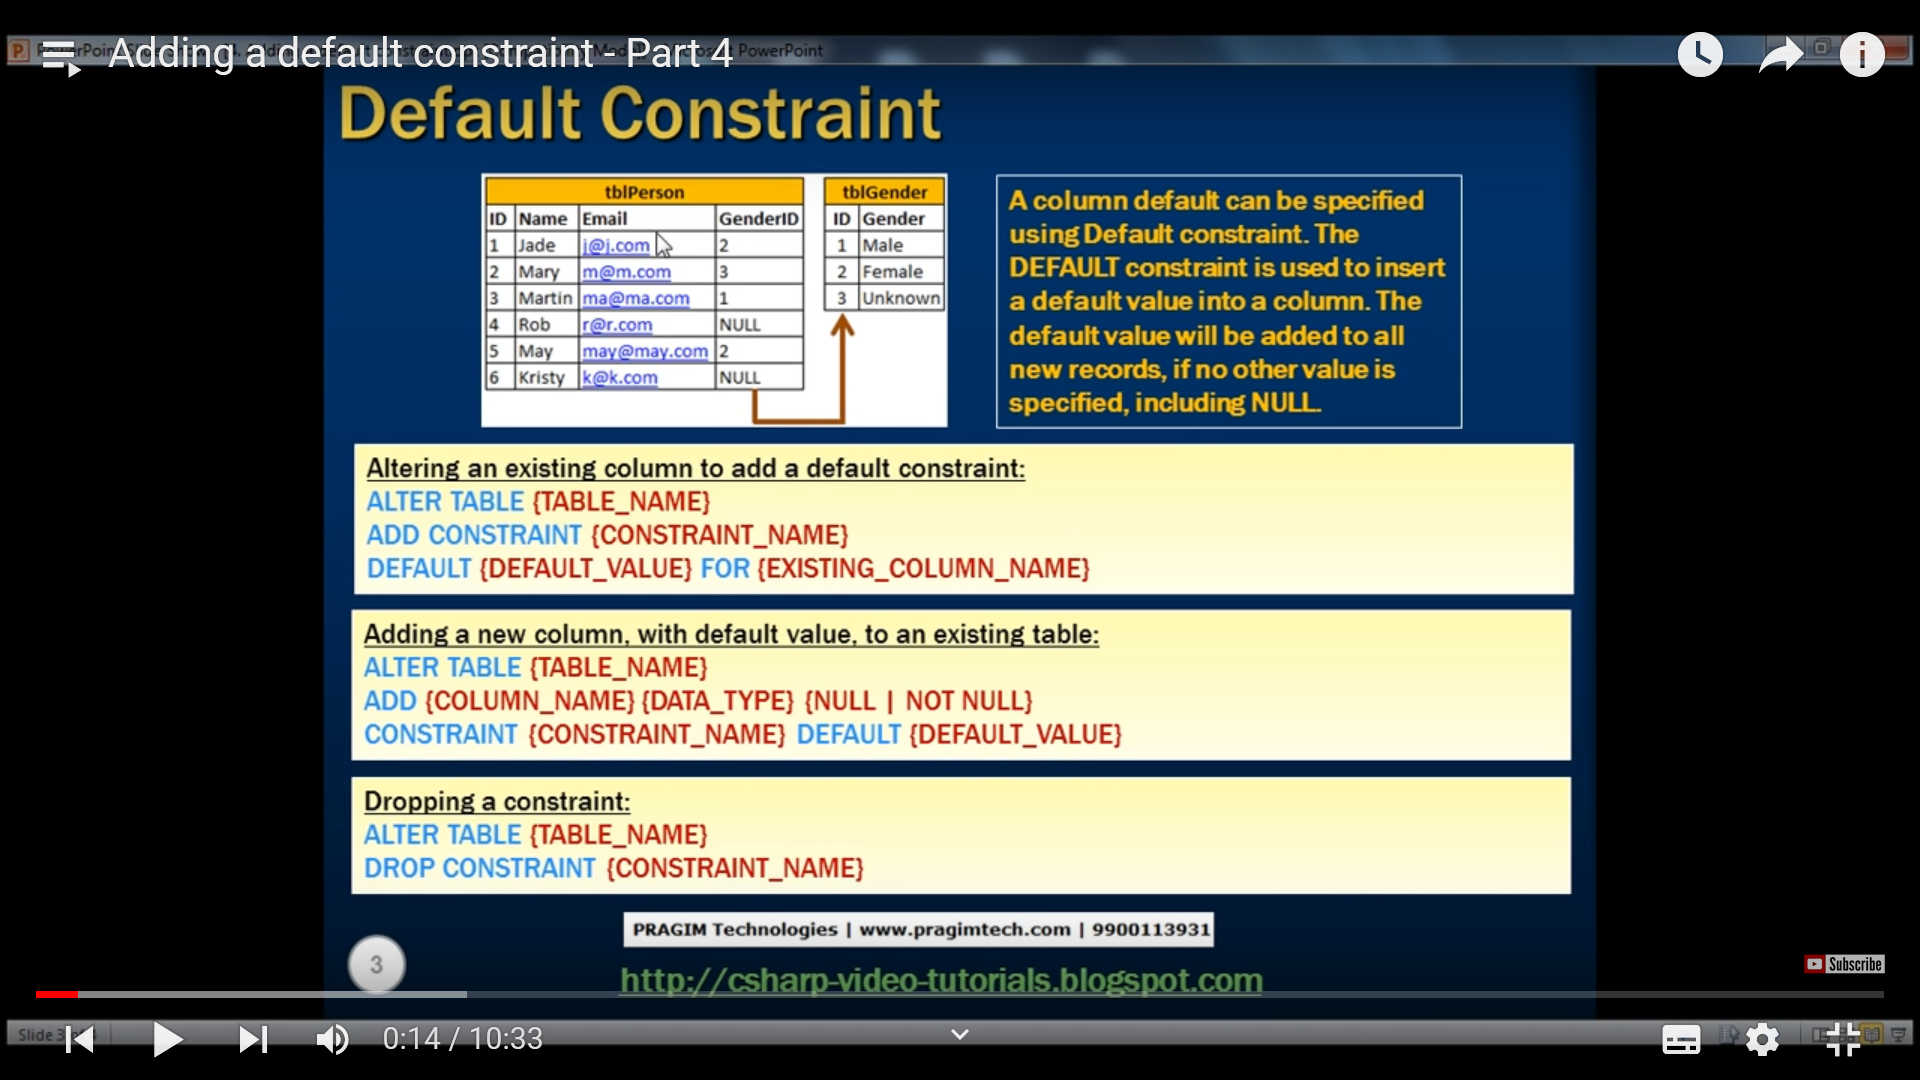 Adding a default constraint - Part 4
Default Constraint
tblPerson
ID Name Email GenderID
1 Jade j@j.com 2
2 Mary m@m.com 3
3 Martin ma@ma.com 1
4 Rob r@r.com NULL
5 May may@may.com 2
6 Kristy k@k.com NULL
tblGender
ID Gender
1 Male
2 Female
3 Unknown
A column default can be specified
using Default constraint. The
DEFAULT constraint is used to insert
a default value into a column. The
default value will be added to all
new records, if no other value is
specified, including NULL.
Altering an existing column to add a default constraint:
ALTER TABLE {TABLE_NAME}
ADD CONSTRAINT {CONSTRAINT_NAME}
DEFAULT {DEFAULT_VALUE} FOR {EXISTING_COLUMN_NAME}
Adding a new column, with default value, to an existing table:
ALTER TABLE {TABLE_NAME}
ADD {COLUMN_NAME} {DATA_TYPE} {NULL | NOT NULL}
CONSTRAINT {CONSTRAINT_NAME} DEFAULT {DEFAULT_VALUE}
Dropping a constraint:
ALTER TABLE {TABLE_NAME}
DROP CONSTRAINT {CONSTRAINT_NAME}
PRAGIM Technologies | www.pragimtech.com | 9900113931
3
http://csharp-video-tutorials.blogspot.com
Subscribe
Slide 3
0:14 / 10:33